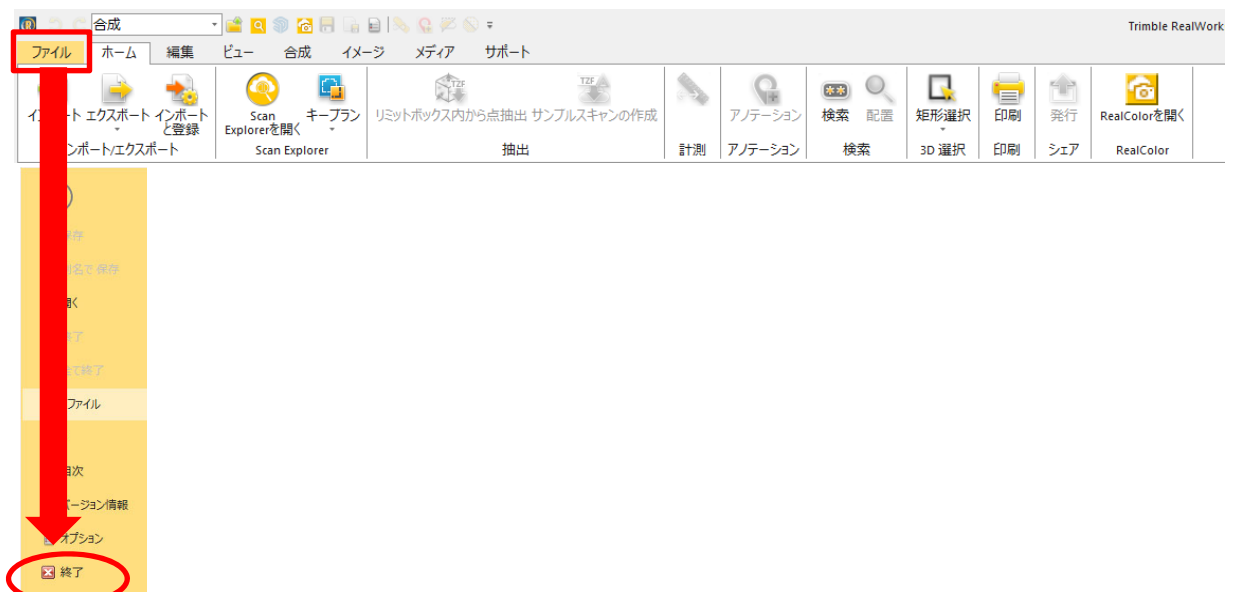 合成
Trimble RealWork
ファイル ホーム 編集 ビュー 合成 イメージ メディア サポート
エクスポート インポートと登録 Scan Explorerを開く キープラン リミットボックス内から点抽出 サンプルスキャンの作成 アノテーション 検索 配置 矩形選択 印刷 発行 RealColorを開く
Scan Explorer 抽出 計測 アノテーション 検索 3D 選択 印刷 シェア RealColor
ファイル
オプション
終了